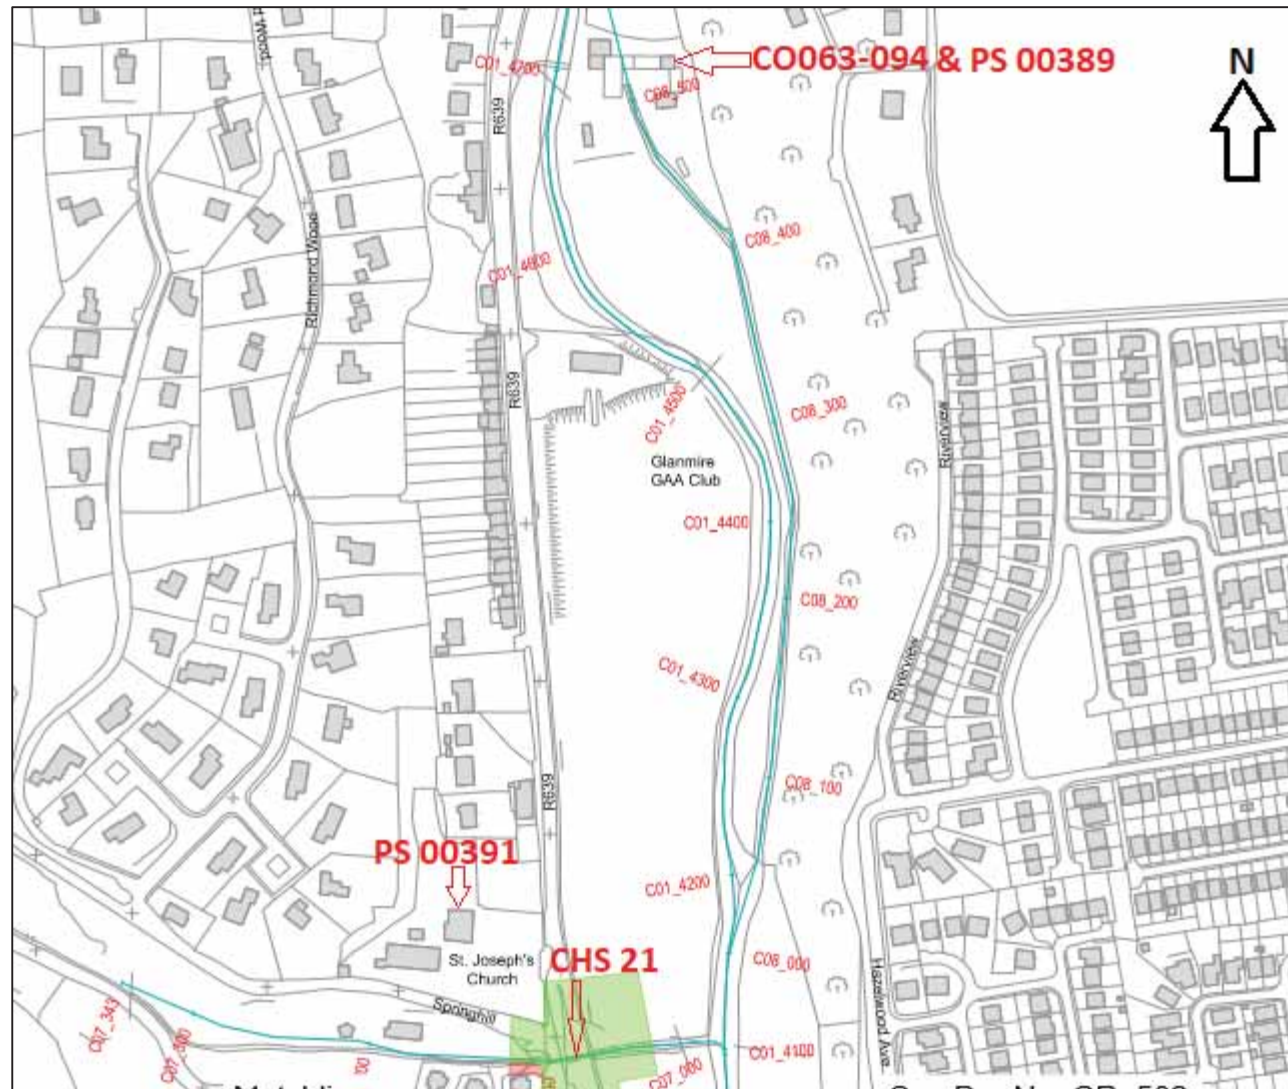 d Wood
C01_4700
CO063-094 & PS 00389
C08_500
N
R639
C08_400
Richmond Wood
C01_4600
R639
C08_300
C01_4500
Riverview
Glanmire
GAA Club
C01_4400
C08_200
C01_4300
Riverview
C08_100
R639
PS 00391
C01_4200
CHS 21
St. Joseph's
Church
C08_000
Springhill
Hazelwood Ave.
C07_343
C07_300
00
C01_4100
C07_000